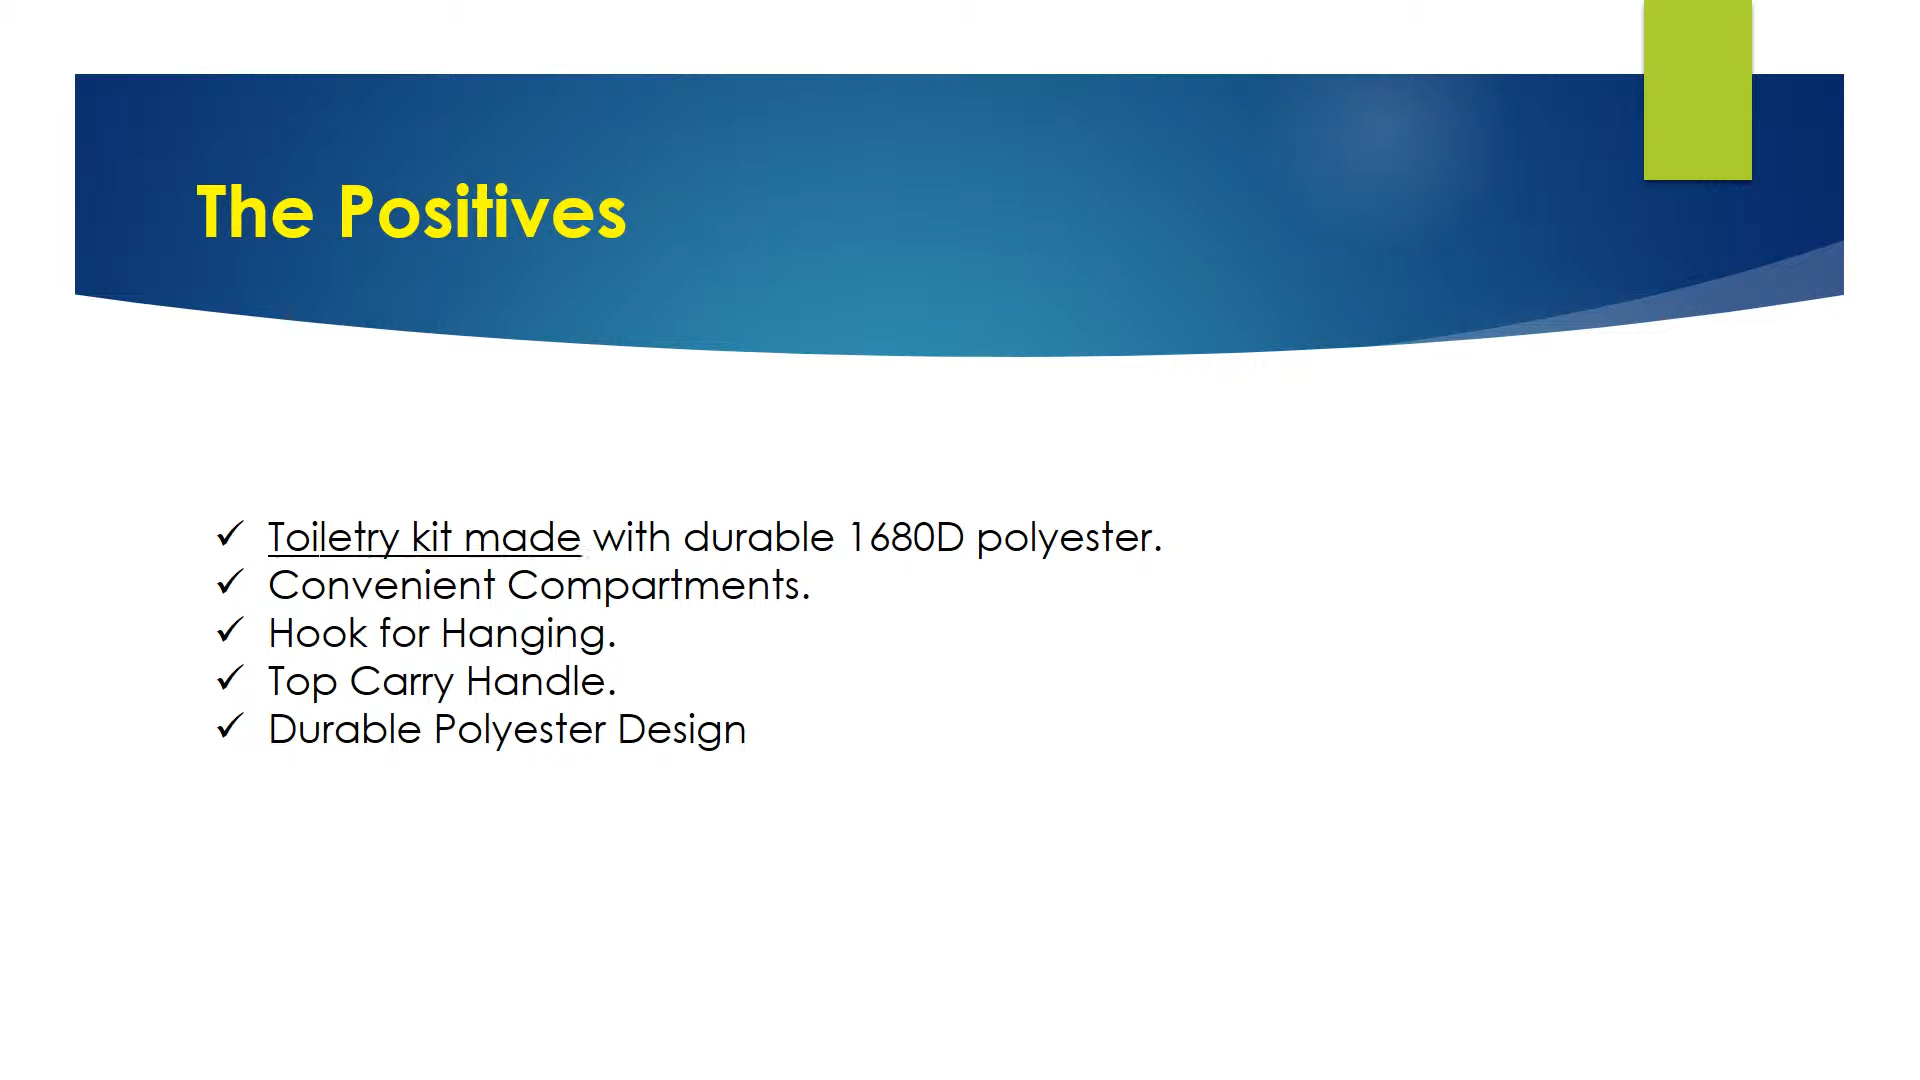 The Positives
✓ Toiletry kit made with durable 1680D polyester.
✓ Convenient Compartments.
✓ Hook for Hanging.
✓ Top Carry Handle.
✓ Durable Polyester Design